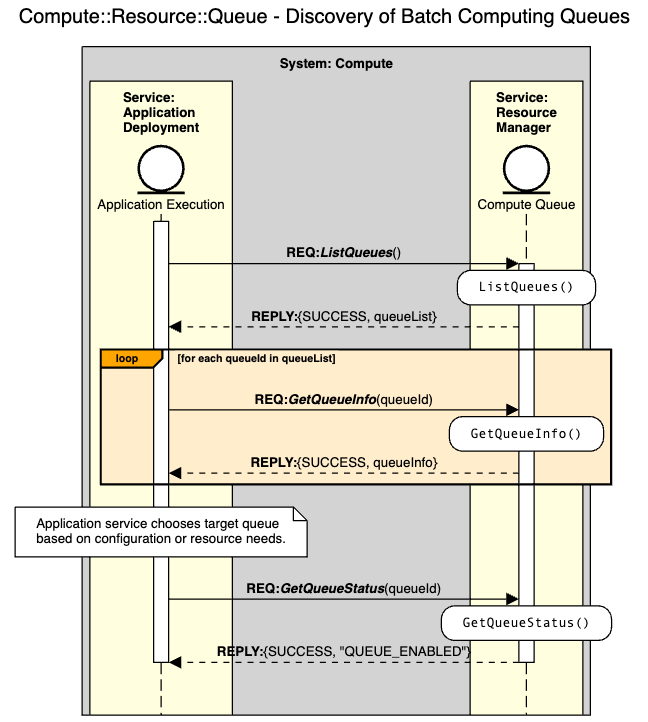 Compute::Resource::Queue - Discovery of Batch Computing Queues
System: Compute
Service:
Application
Deployment
Service:
Resource
Manager
Application Execution
Compute Queue
REQ:ListQueues()
ListQueues()
REPLY:{SUCCESS, queueList}
loop
[for each queueId in queueList]
REQ:GetQueueInfo(queueId)
GetQueueInfo()
REPLY:{SUCCESS, queueInfo}
Application service chooses target queue
based on configuration or resource needs.
REQ:GetQueueStatus(queueId)
GetQueueStatus()
REPLY:{SUCCESS, "QUEUE_ENABLED"}